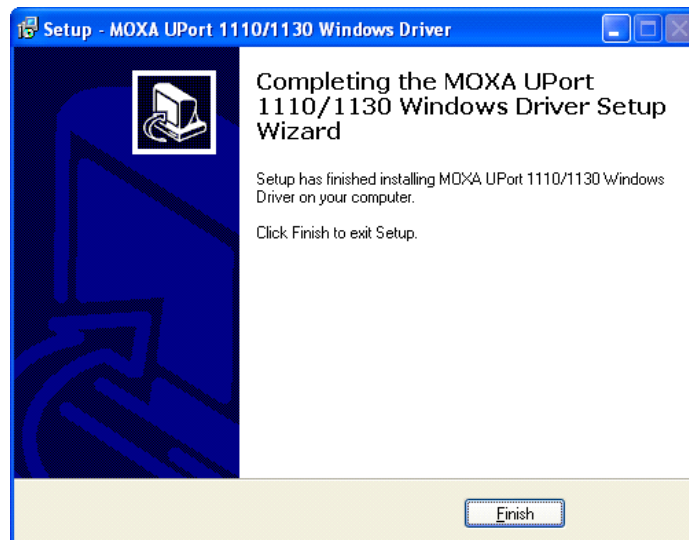 Setup - MOXA UPort 1110/1130 Windows Driver
Completing the MOXA UPort
1110/1130 Windows Driver Setup
Wizard
Setup has finished installing MOXA UPort 1110/1130 Windows
Driver on your computer.
Click Finish to exit Setup.
Finish